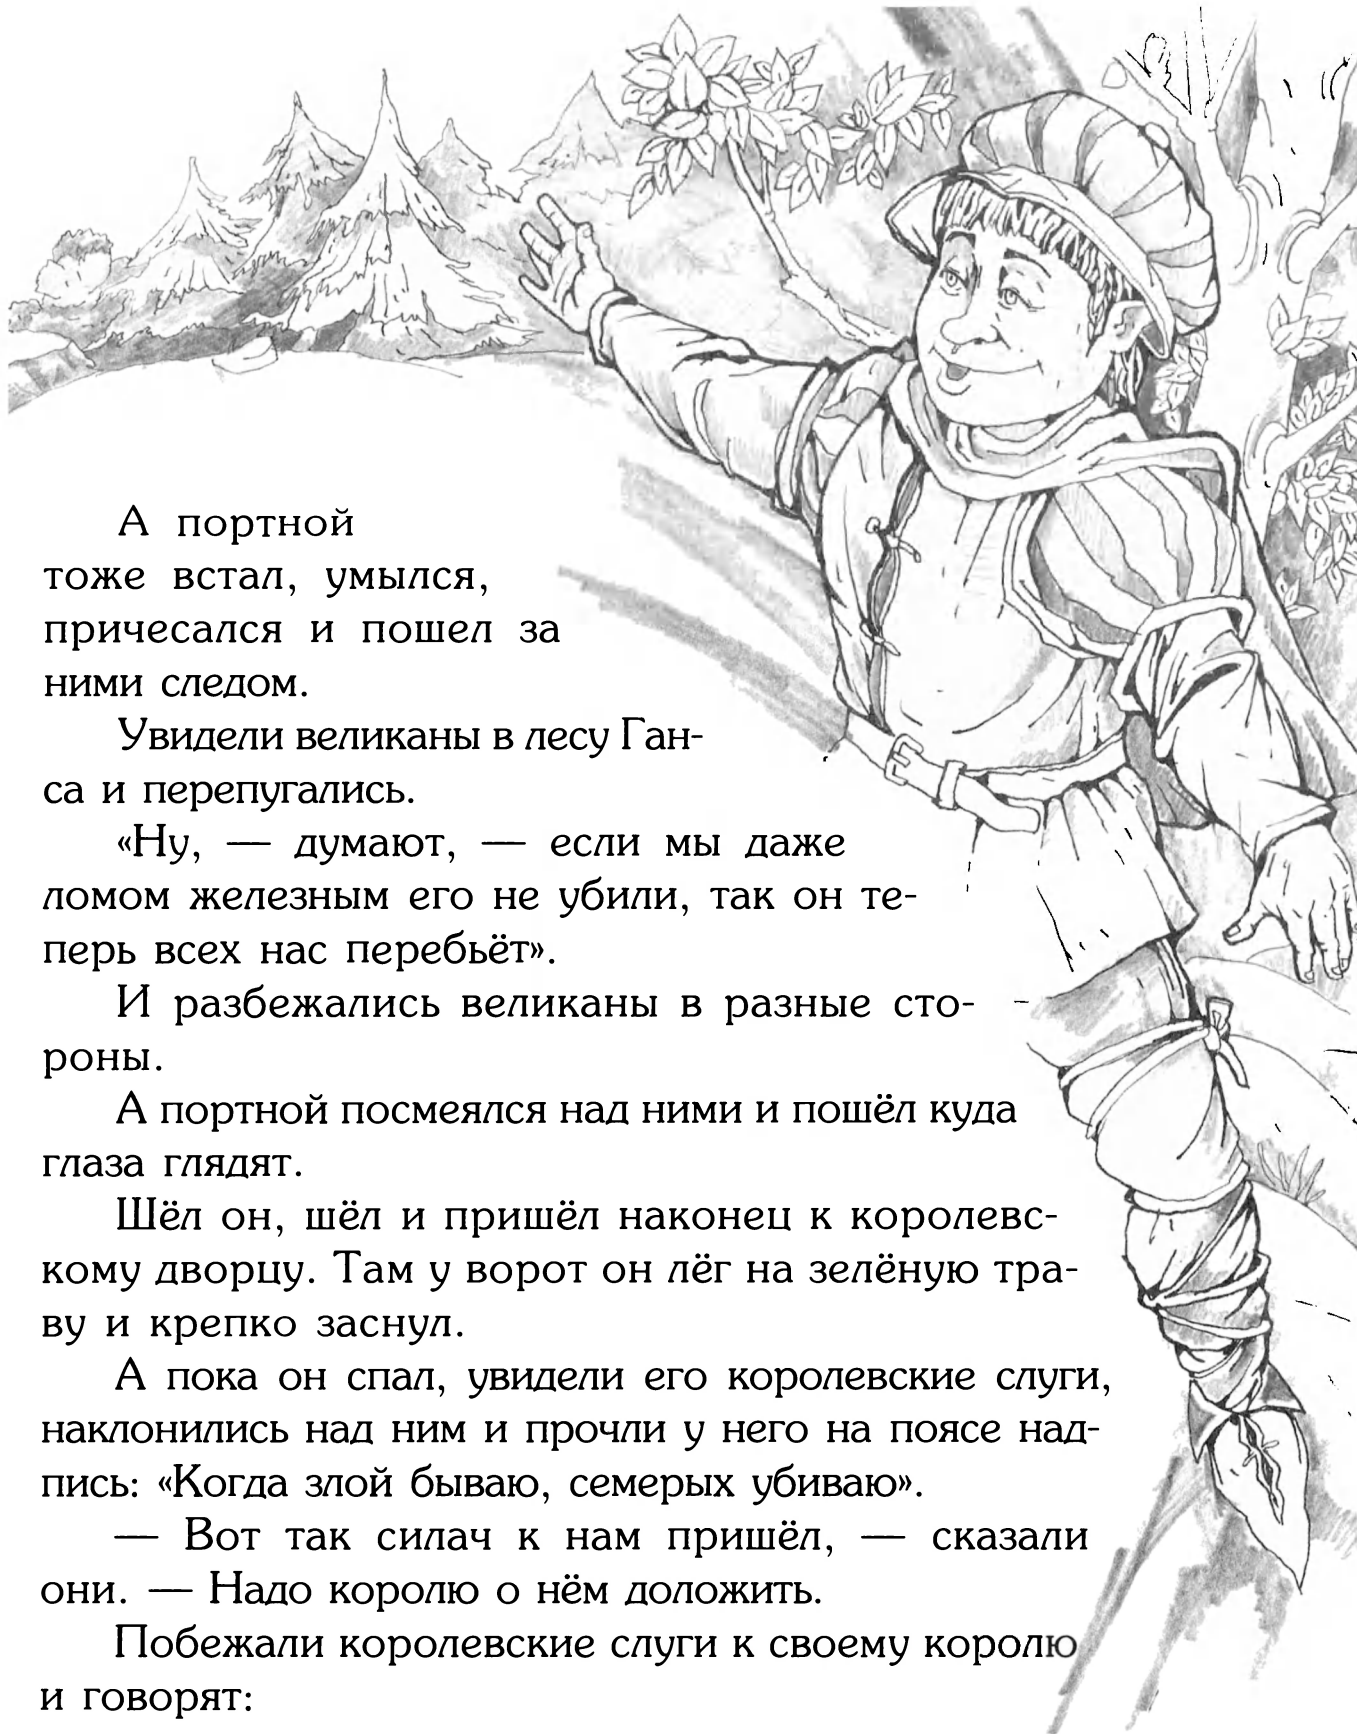 А портной
тоже встал, умылся,
причесался и пошел за
ними следом.
Увидели великаны в лесу Ган-
са и перепугались.
«Ну, — думают, — если мы даже
ломом железным его не убили, так он те-
перь всех нас перебьёт».
И разбежались великаны в разные сто-
роны.
А портной посмеялся над ними и пошёл куда
глаза глядят.
Шёл он, шёл и пришёл наконец к королевс-
кому дворцу. Там у ворот он лёг на зелёную тра-
ву и крепко заснул.
А пока он спал, увидели его королевские слуги,
наклонились над ним и прочли у него на поясе над-
пись: «Когда злой бываю, семерых убиваю».
— Вот так силач к нам пришёл, — сказали
они. — Надо королю о нём доложить.
Побежали королевские слуги к своему королю
и говорят: